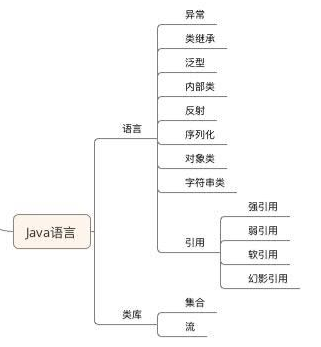 Java语言
语言
异常
类继承
泛型
内部类
反射
序列化
对象类
字符串类
引用
强引用
弱引用
软引用
幻影引用
类库
集合
流